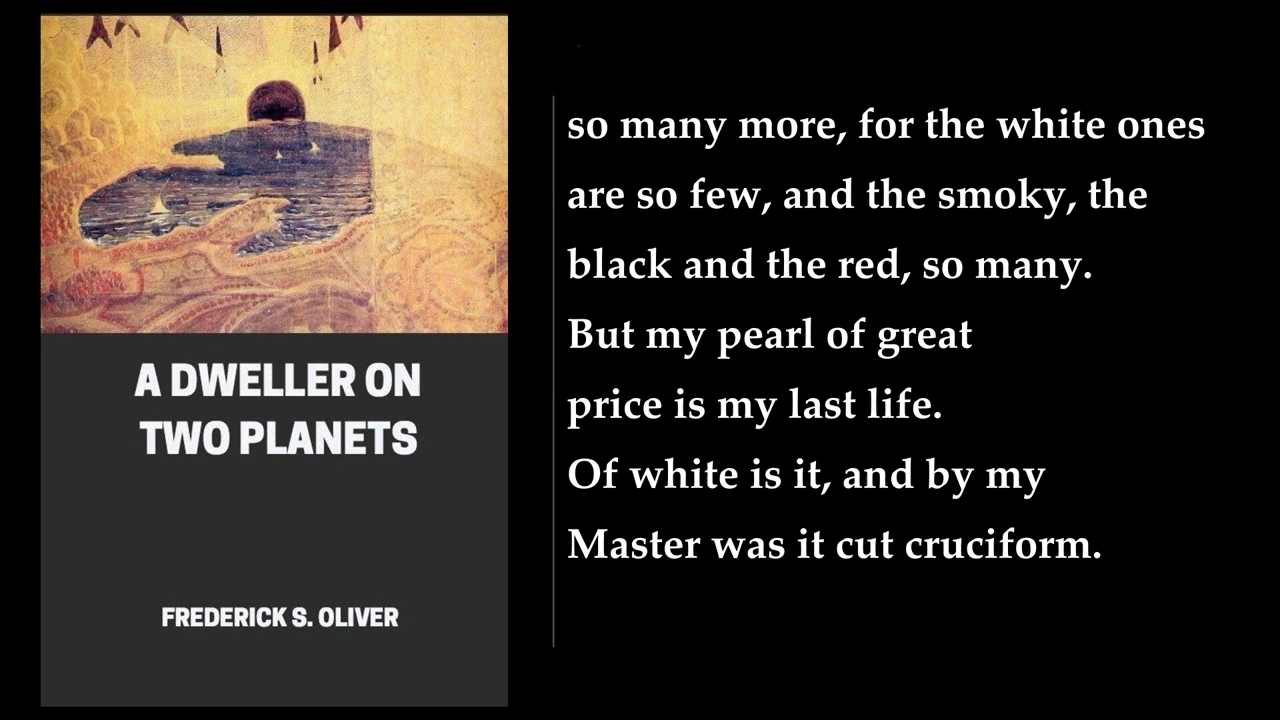 A DWELLER ON
TWO PLANETS
FREDERICK S. OLIVER
so many more, for the white ones
are so few, and the smoky, the
black and the red, so many.
But my pearl of great
price is my last life.
Of white is it, and by my
Master was it cut cruciform.